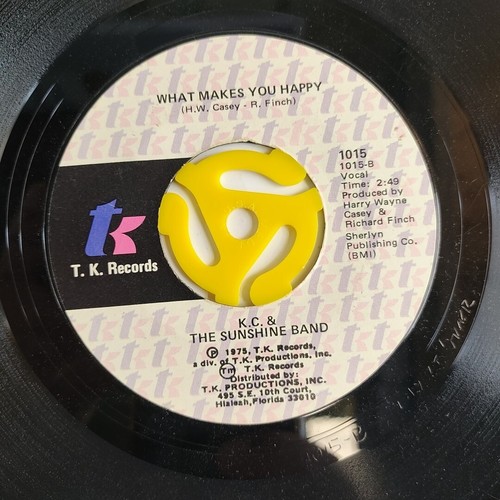 WHAT MAKES YOU HAPPY
(H.W. Casey - R. Finch)
1015
1015-B
Vocal
Time: 2:49
Produced by
Harry Wayne
Casey &
Richard Finch
Sherlyn
Publishing Co.
(BMI)
tk
T. K. Records
K.C. &
THE SUNSHINE BAND
℗ 1975, T.K. Records,
a div. of T.K. Productions, Inc.
TM T.K. Records
Distributed by:
T.K. PRODUCTIONS, INC.
495 S.E. 10th Court,
Hialeah, Florida 33010